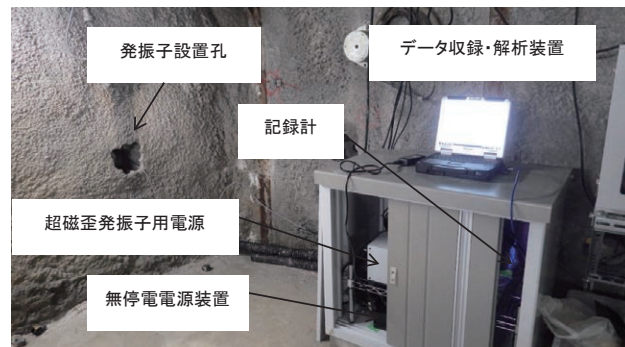 発振子設置孔
データ収録・解析装置
記録計
超磁歪発振子用電源
無停電電源装置